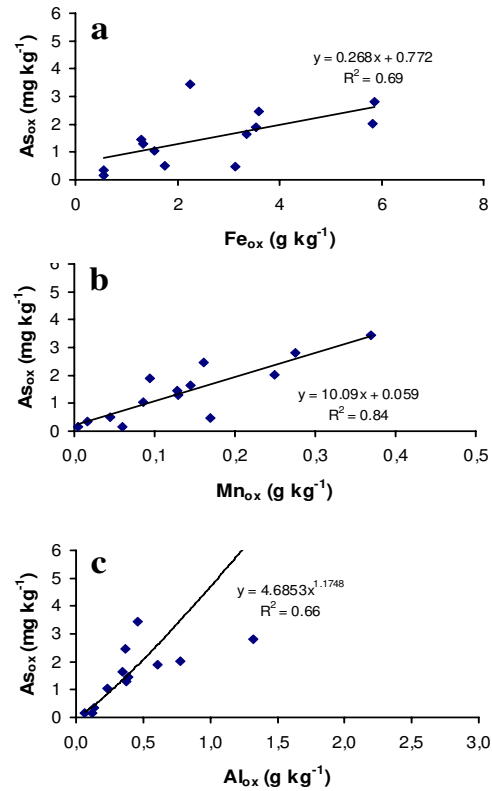 a
6
5
4
3
2
1
0
As_ox (mg kg⁻¹)
y = 0.268x + 0.772
R² = 0.69
0 2 4 6 8
Fe_ox (g kg⁻¹)
b
6
5
4
3
2
1
0
As_ox (mg kg⁻¹)
y = 10.09x + 0.059
R² = 0.84
0,0 0,1 0,2 0,3 0,4 0,5
Mn_ox (g kg⁻¹)
c
6
5
4
3
2
1
0
As_ox (mg kg⁻¹)
y = 4.6853x^1.1748
R² = 0.66
0,0 0,5 1,0 1,5 2,0 2,5 3,0
Al_ox (g kg⁻¹)